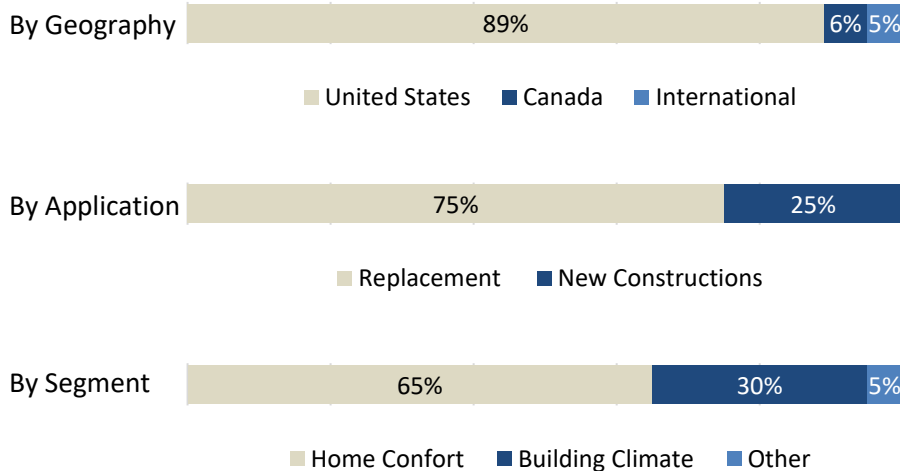 By Geography 89% 6% 5%
United States Canada International
By Application 75% 25%
Replacement New Constructions
By Segment 65% 30% 5%
Home Confort Building Climate Other